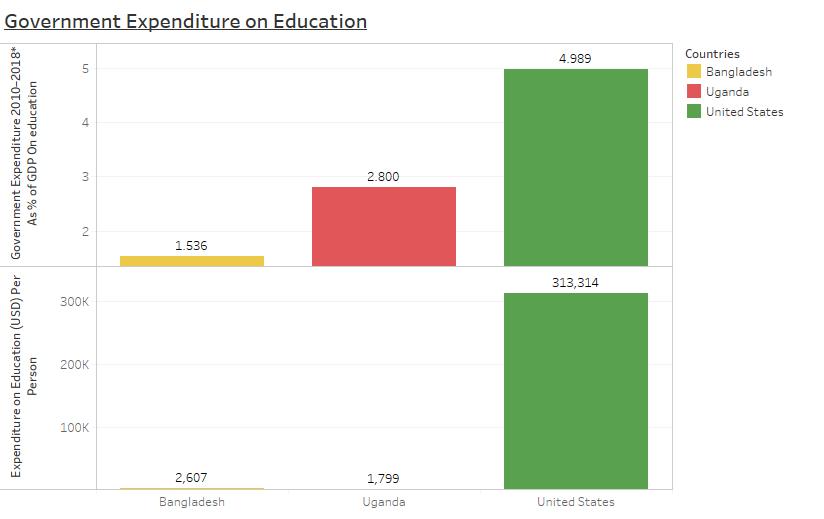 Government Expenditure on Education
Government Expenditure 2010–2018*
As % of GDP On education
5
4
3
2
1.536
2.800
4.989
Expenditure on Education (USD) Per
Person
300K
200K
100K
2,607
1,799
313,314
Bangladesh
Uganda
United States
Countries
Bangladesh
Uganda
United States